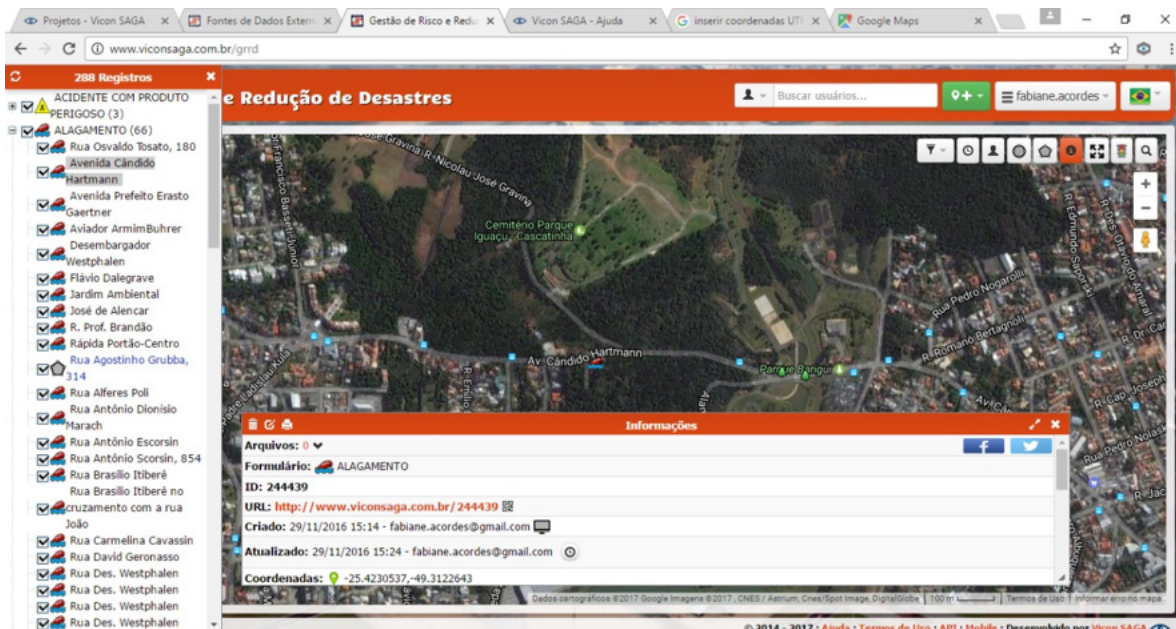 Projetos - Vicon SAGA
Fontes de Dados Extern
Gestão de Risco e Redu
Vicon SAGA - Ajuda
inserir coordenadas UTM
Google Maps
www.viconsaga.com.br/grrd
288 Registros
ACIDENTE COM PRODUTO
PERIGOSO (3)
ALAGAMENTO (66)
Rua Osvaldo Tosato, 180
Avenida Cândido
Hartmann
Avenida Prefeito Erasto
Gaertner
Aviador ArmimBuhrer
Desembargador
Westphalen
Flávio Dalegrave
Jardim Ambiental
José de Alencar
R. Prof. Brandão
Rápida Portão-Centro
Rua Agostinho Grubba,
314
Rua Alferes Poli
Rua Antônio Dionísio
Marach
Rua Antônio Escorsin
Rua Antônio Scorsin, 854
Rua Brasílio Itiberê
Rua Brasílio Itiberê no
cruzamento com a rua
João
Rua Carmelina Cavassin
Rua David Geronasso
Rua Des. Westphalen
Rua Des. Westphalen
Rua Des. Westphalen
Rua Des. Westphalen
e Redução de Desastres
Buscar usuários...
fabiane.acordes
R. Nicolau José Gravina
Cemitério Parque
Iguaçu - Cascatinha
Av. Cândido Hartmann
Rua Pedro Nogarolli
R. Romano Bertagnoli
R. Edmundo Saporski
Parque Barigui
Informações
Arquivos: 0
Formulário: ALAGAMENTO
ID: 244439
URL: http://www.viconsaga.com.br/244439
Criado: 29/11/2016 15:14 - fabiane.acordes@gmail.com
Atualizado: 29/11/2016 15:24 - fabiane.acordes@gmail.com
Coordenadas: -25.4230537,-49.3122643
Dados cartográficos ©2017 Google Imagens ©2017 , CNES / Astrium, Cnes/Spot Image, DigitalGlobe
100 m
Termos de Uso
Informar erro no mapa
© 2014 - 2017 : Ajuda : Termos de Uso : API : Mobile : Desenvolvido por Vicon SAGA